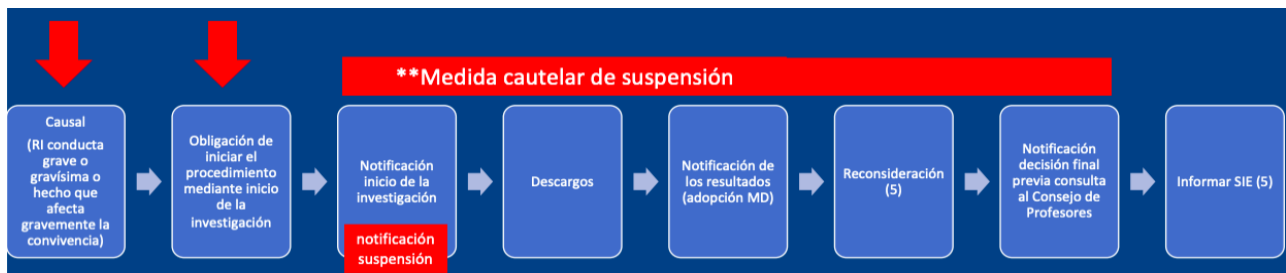 **Medida cautelar de suspensión
Causal
(RI conducta
grave o
gravísima o
hecho que
afecta
gravemente la
convivencia)
Obligación de
iniciar el
procedimiento
mediante inicio
de la
investigación
Notificación
inicio de la
investigación
notificación
suspensión
Descargos
Notificación de
los resultados
(adopción MD)
Reconsideración
(5)
Notificación
decisión final
previa consulta
al Consejo de
Profesores
Informar SIE (5)